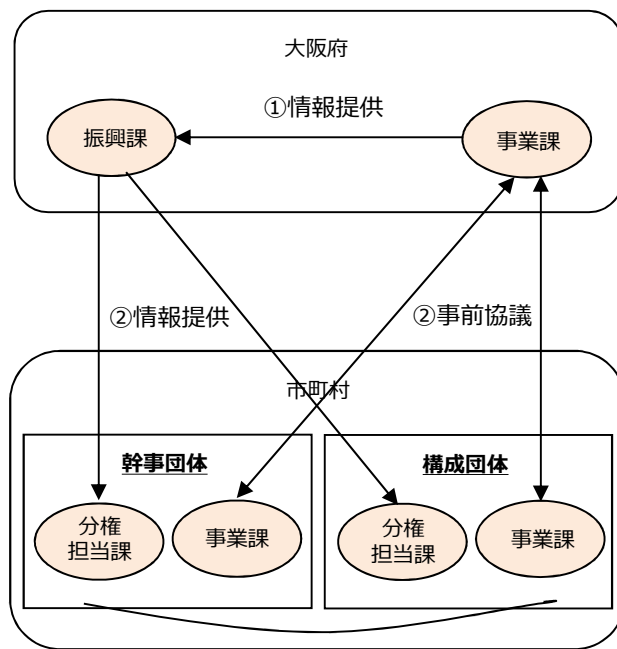 大阪府
①情報提供
振興課
事業課
②情報提供
②事前協議
市町村
幹事団体
構成団体
分権
担当課
事業課
分権
担当課
事業課